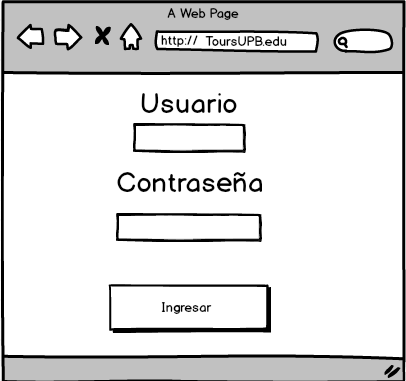 A Web Page
http:// ToursUPB.edu
Usuario
Contraseña
Ingresar